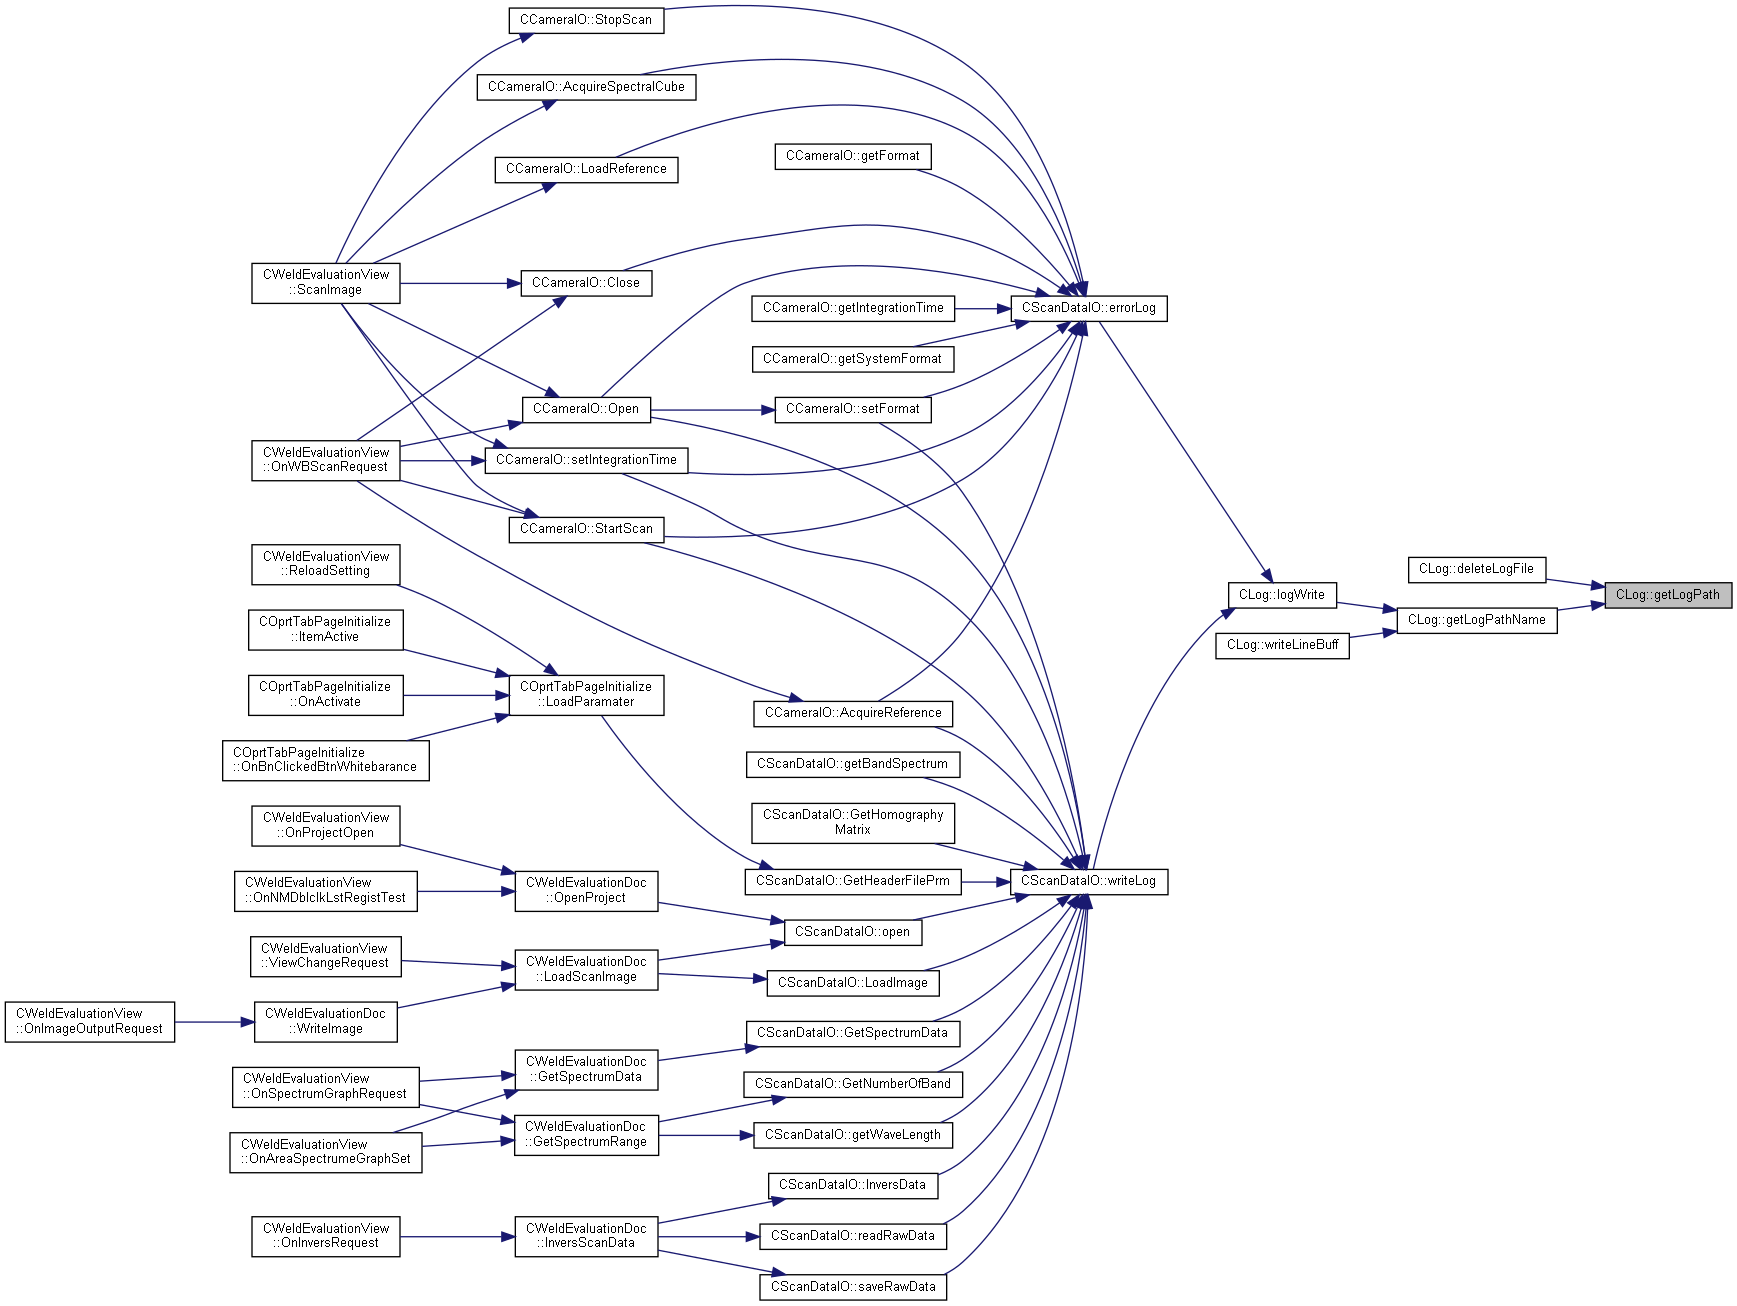 CCameraIO::StopScan
CCameraIO::AcquireSpectralCube
CCameraIO::getFormat
CCameraIO::LoadReference
CWeldEvaluationView
::ScanImage
CCameraIO::Close
CCameraIO::getIntegrationTime
CScanDataIO::errorLog
CCameraIO::getSystemFormat
CCameraIO::Open
CCameraIO::setFormat
CWeldEvaluationView
::OnWBScanRequest
CCameraIO::setIntegrationTime
CCameraIO::StartScan
CWeldEvaluationView
::ReloadSetting
CLog::deleteLogFile
CLog::getLogPath
CLog::logWrite
CLog::getLogPathName
CLog::writeLineBuff
COprtTabPageInitialize
::ItemActive
COprtTabPageInitialize
::OnActivate
COprtTabPageInitialize
::LoadParamater
CCameraIO::AcquireReference
COprtTabPageInitialize
::OnBnClickedBtnWhitebarance
CScanDataIO::getBandSpectrum
CScanDataIO::GetHomography
Matrix
CWeldEvaluationView
::OnProjectOpen
CScanDataIO::GetHeaderFilePrm
CScanDataIO::writeLog
CWeldEvaluationView
::OnNMDblclkLstRegistTest
CWeldEvaluationDoc
::OpenProject
CScanDataIO::open
CWeldEvaluationView
::ViewChangeRequest
CWeldEvaluationDoc
::LoadScanImage
CScanDataIO::LoadImage
CWeldEvaluationView
::OnImageOutputRequest
CWeldEvaluationDoc
::WriteImage
CScanDataIO::GetSpectrumData
CWeldEvaluationDoc
::GetSpectrumData
CWeldEvaluationView
::OnSpectrumGraphRequest
CScanDataIO::GetNumberOfBand
CWeldEvaluationDoc
::GetSpectrumRange
CScanDataIO::getWaveLength
CWeldEvaluationView
::OnAreaSpectrumeGraphSet
CScanDataIO::InversData
CWeldEvaluationView
::OnInversRequest
CWeldEvaluationDoc
::InversScanData
CScanDataIO::readRawData
CScanDataIO::saveRawData